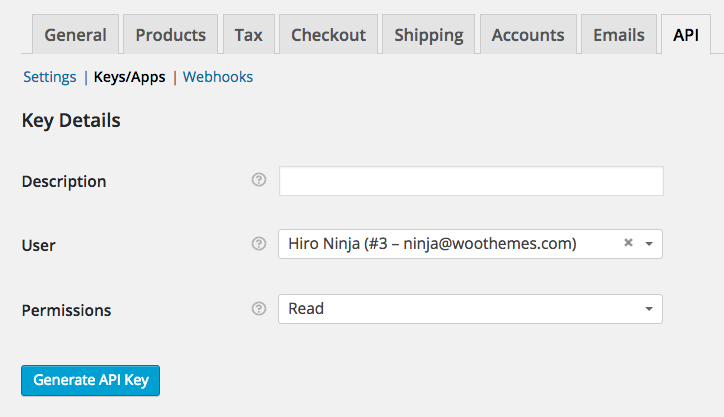 General Products Tax Checkout Shipping Accounts Emails API
Settings | Keys/Apps | Webhooks
Key Details
Description ?
User ? Hiro Ninja (#3 – ninja@woothemes.com) ×
Permissions ? Read
Generate API Key